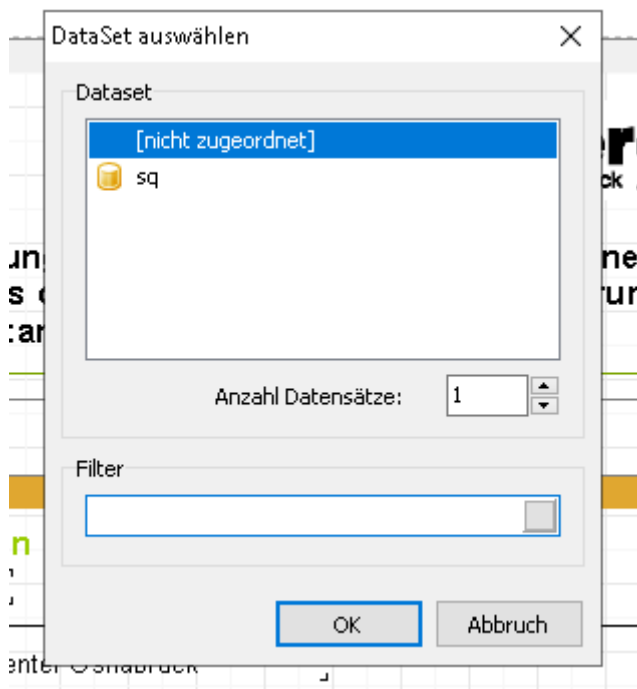 DataSet auswählen
Dataset
[nicht zugeordnet]
sq
Anzahl Datensätze:
1
Filter
OK
Abbruch